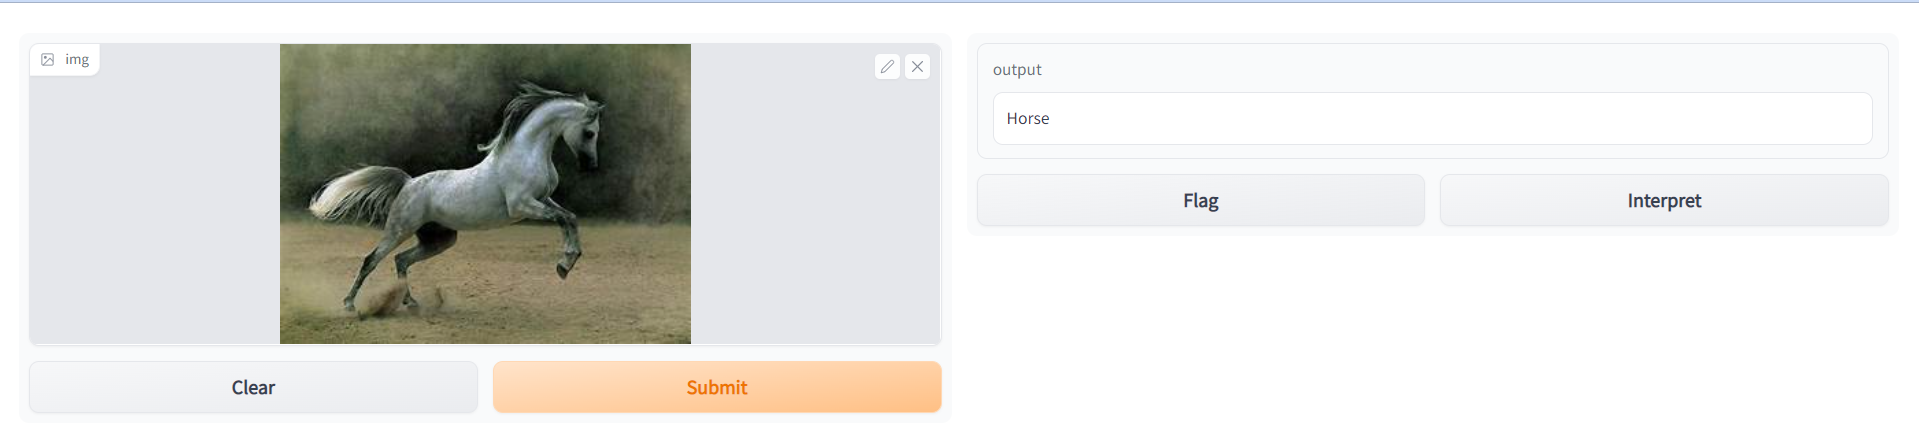 img
output
Horse
Flag
Interpret
Clear
Submit